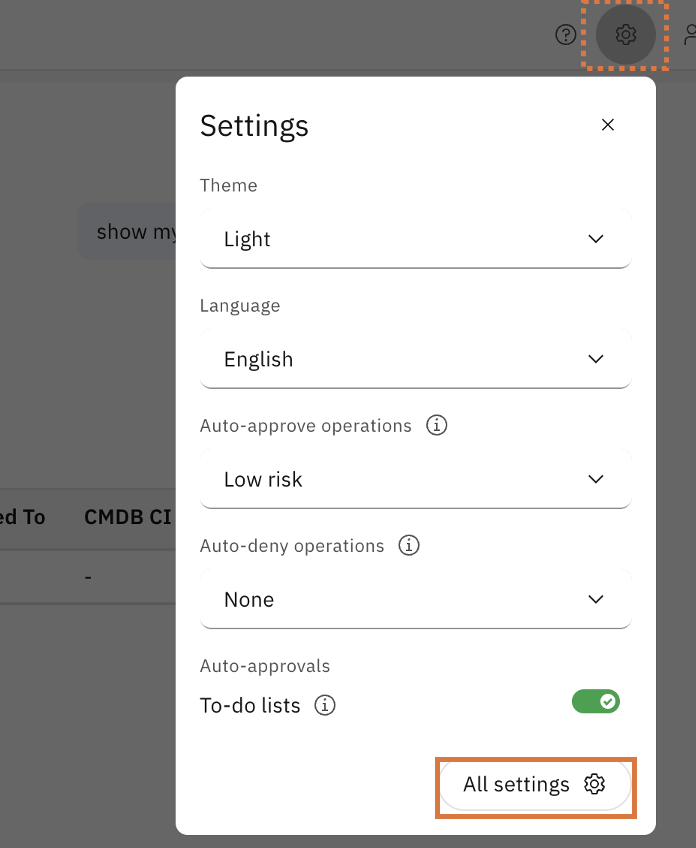 Settings
Theme
Light
show my
Language
English
Auto-approve operations
Low risk
ed To
CMDB CI
Auto-deny operations
-
None
Auto-approvals
To-do lists
All settings